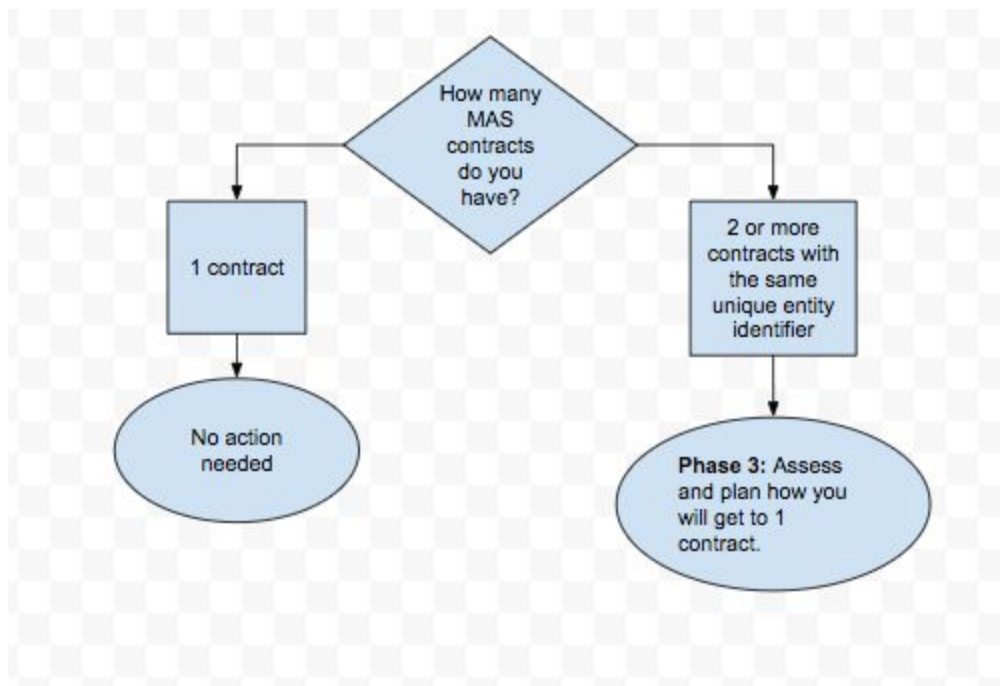 How many
MAS
contracts
do you
have?
1 contract
2 or more
contracts with
the same
unique entity
identifier
No action
needed
Phase 3: Assess
and plan how you
will get to 1
contract.